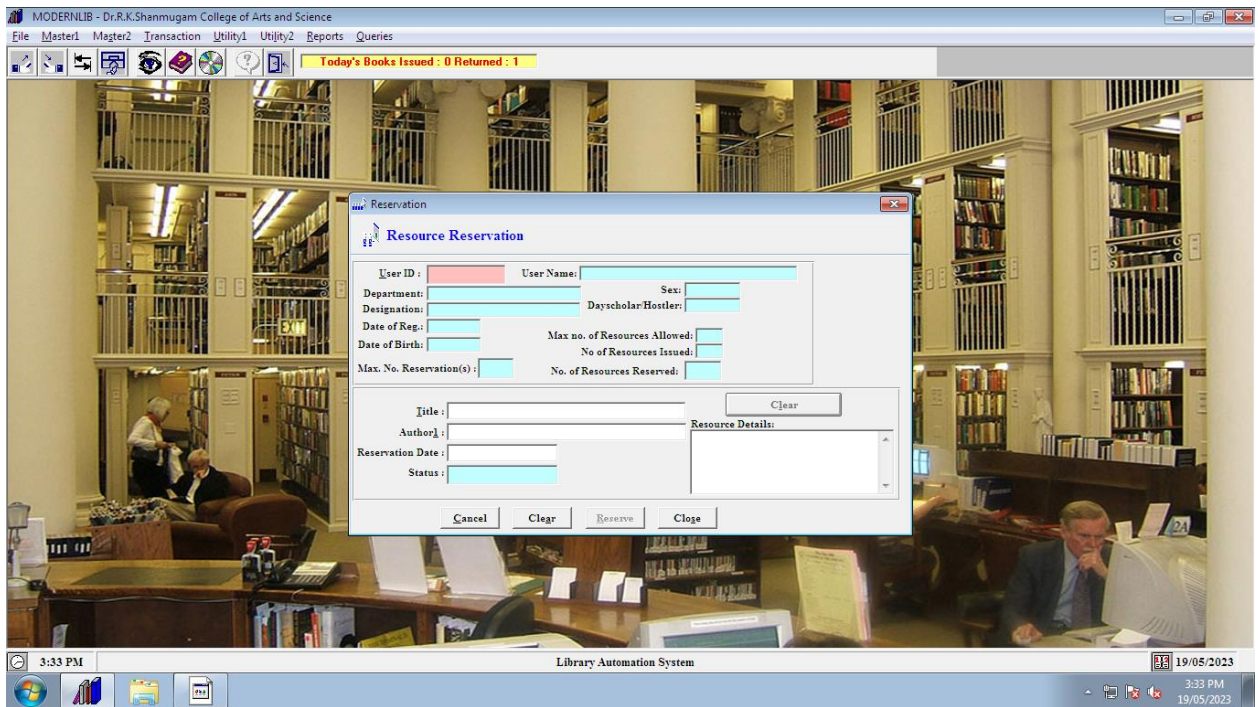 MODERNLIB - Dr.R.K.Shanmugam College of Arts and Science
File Master1 Master2 Transaction Utility1 Utility2 Reports Queries
Today's Books Issued : 0 Returned : 1
Reservation
Resource Reservation
User ID : User Name:
Department: Sex:
Designation: Dayscholar/Hostler:
Date of Reg.: Max no. of Resources Allowed:
Date of Birth: No of Resources Issued:
Max. No. Reservation(s) : No. of Resources Reserved:
Title : Clear
Author1 : Resource Details:
Reservation Date :
Status :
Cancel Clear Reserve Close
EXIT
2A
3:33 PM Library Automation System 19/05/2023
3:33 PM
19/05/2023